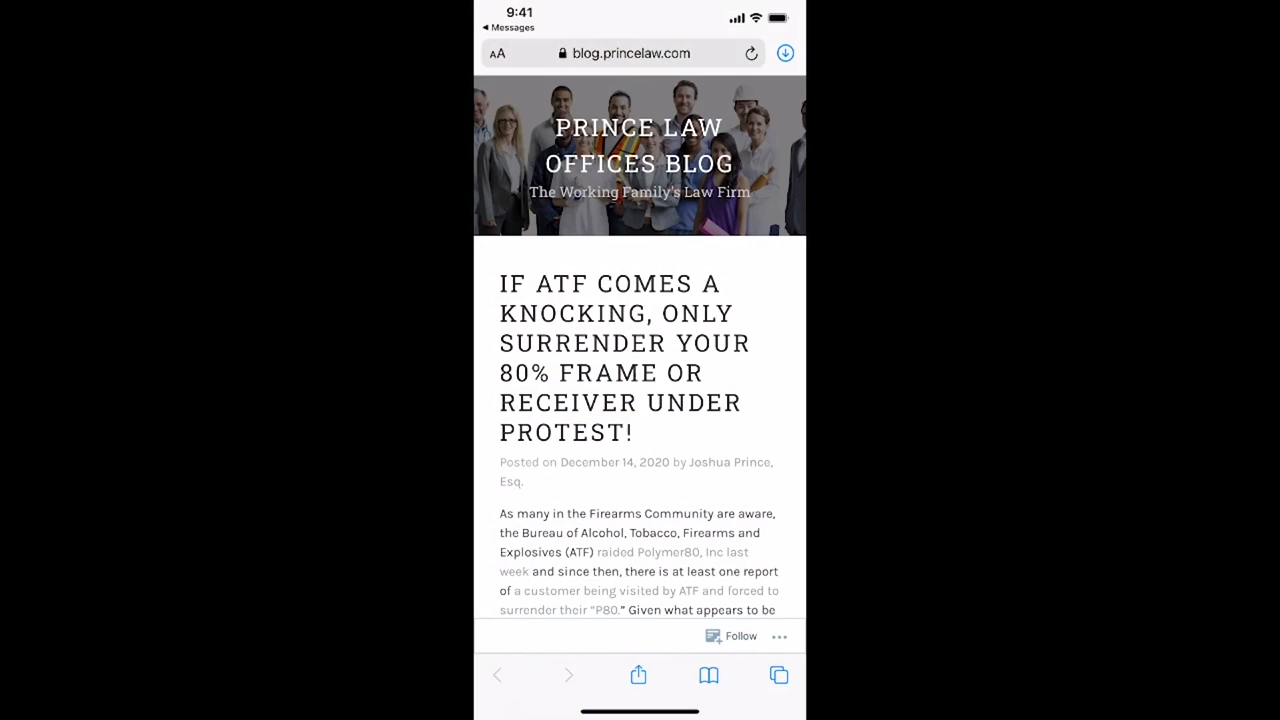 9:41
◀ Messages
AA
blog.princelaw.com
PRINCE LAW
OFFICES BLOG
The Working Family's Law Firm
IF ATF COMES A
KNOCKING, ONLY
SURRENDER YOUR
80% FRAME OR
RECEIVER UNDER
PROTEST!
Posted on December 14, 2020 by Joshua Prince,
Esq.
As many in the Firearms Community are aware,
the Bureau of Alcohol, Tobacco, Firearms and
Explosives (ATF) raided Polymer80, Inc last
week and since then, there is at least one report
of a customer being visited by ATF and forced to
surrender their “P80.” Given what appears to be
Follow